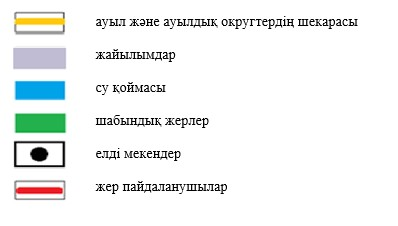 ауыл және ауылдық округтердің шекарасы
жайылымдар
су қоймасы
шабындық жерлер
елді мекендер
жер пайдаланушылар